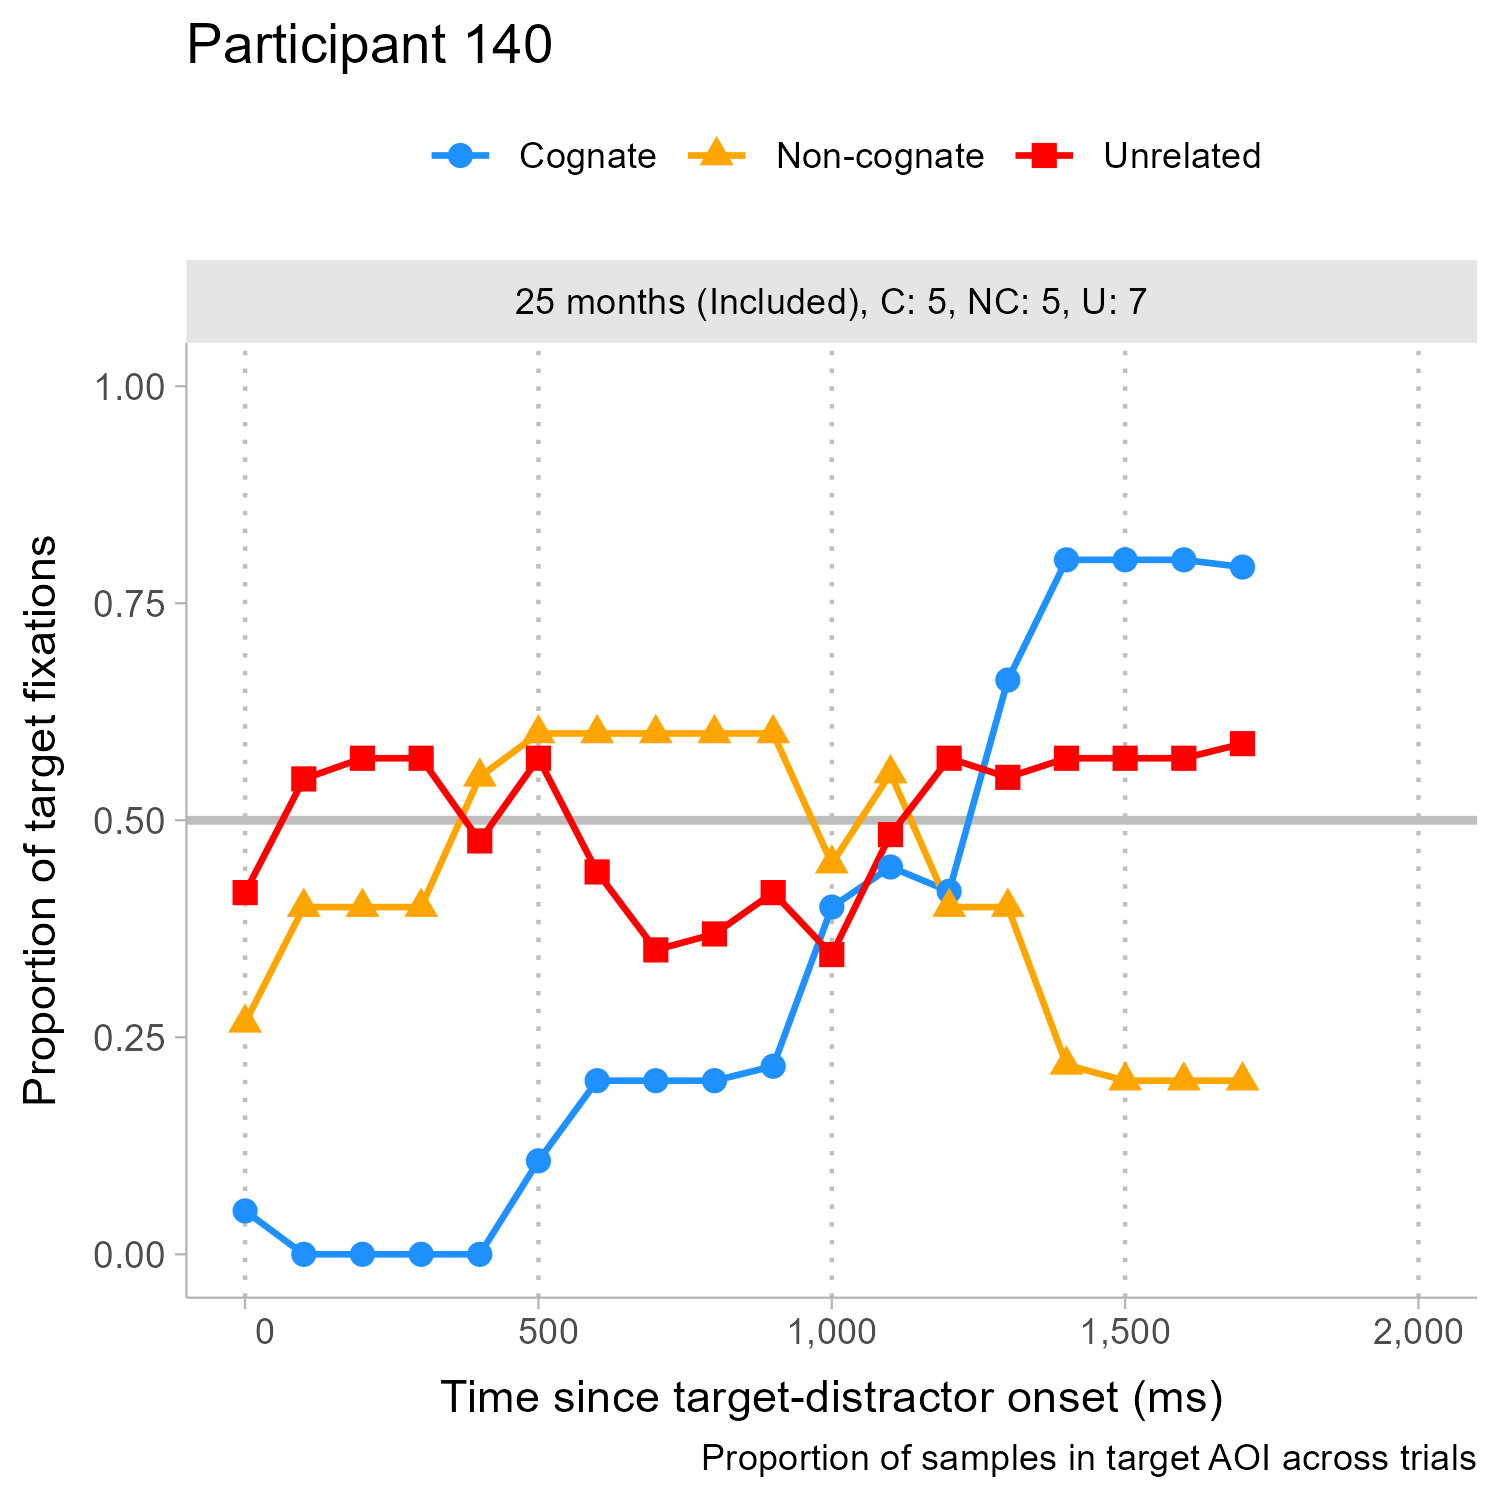 Participant 140
Cognate Non-cognate Unrelated
25 months (Included), C: 5, NC: 5, U: 7
1.00
0.75
0.50
0.25
0.00
Proportion of target fixations
0 500 1,000 1,500 2,000
Time since target-distractor onset (ms)
Proportion of samples in target AOI across trials